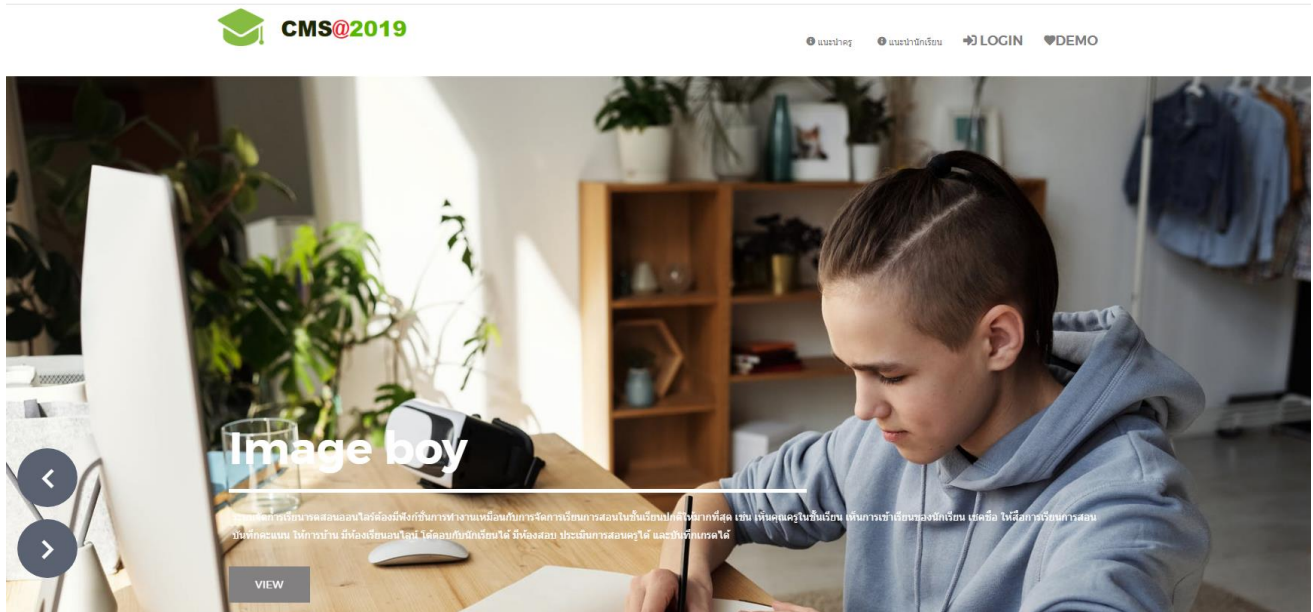 CMS@2019
แนะนำครู
แนะนำนักเรียน
LOGIN
DEMO
Image boy
จัดการเรียนการสอนออนไลร์ต้องมีฟังก์ชั่นการทำงานเหมือนกับการจัดการเรียนการสอนในชั้นเรียนปกติให้มากที่สุด เช่น เห็นคุณครูในชั้นเรียน เห็นการเข้าเรียนของนักเรียน เชคชื่อ ให้สื่อการเรียนการสอน
บันทึกคะแนน ให้การบ้าน มีห้องเรียนออนไลน์ โต้ตอบกับนักเรียนได้ มีห้องสอบ ประเมินการสอนครูได้ และบันทึกเกรดได้
VIEW